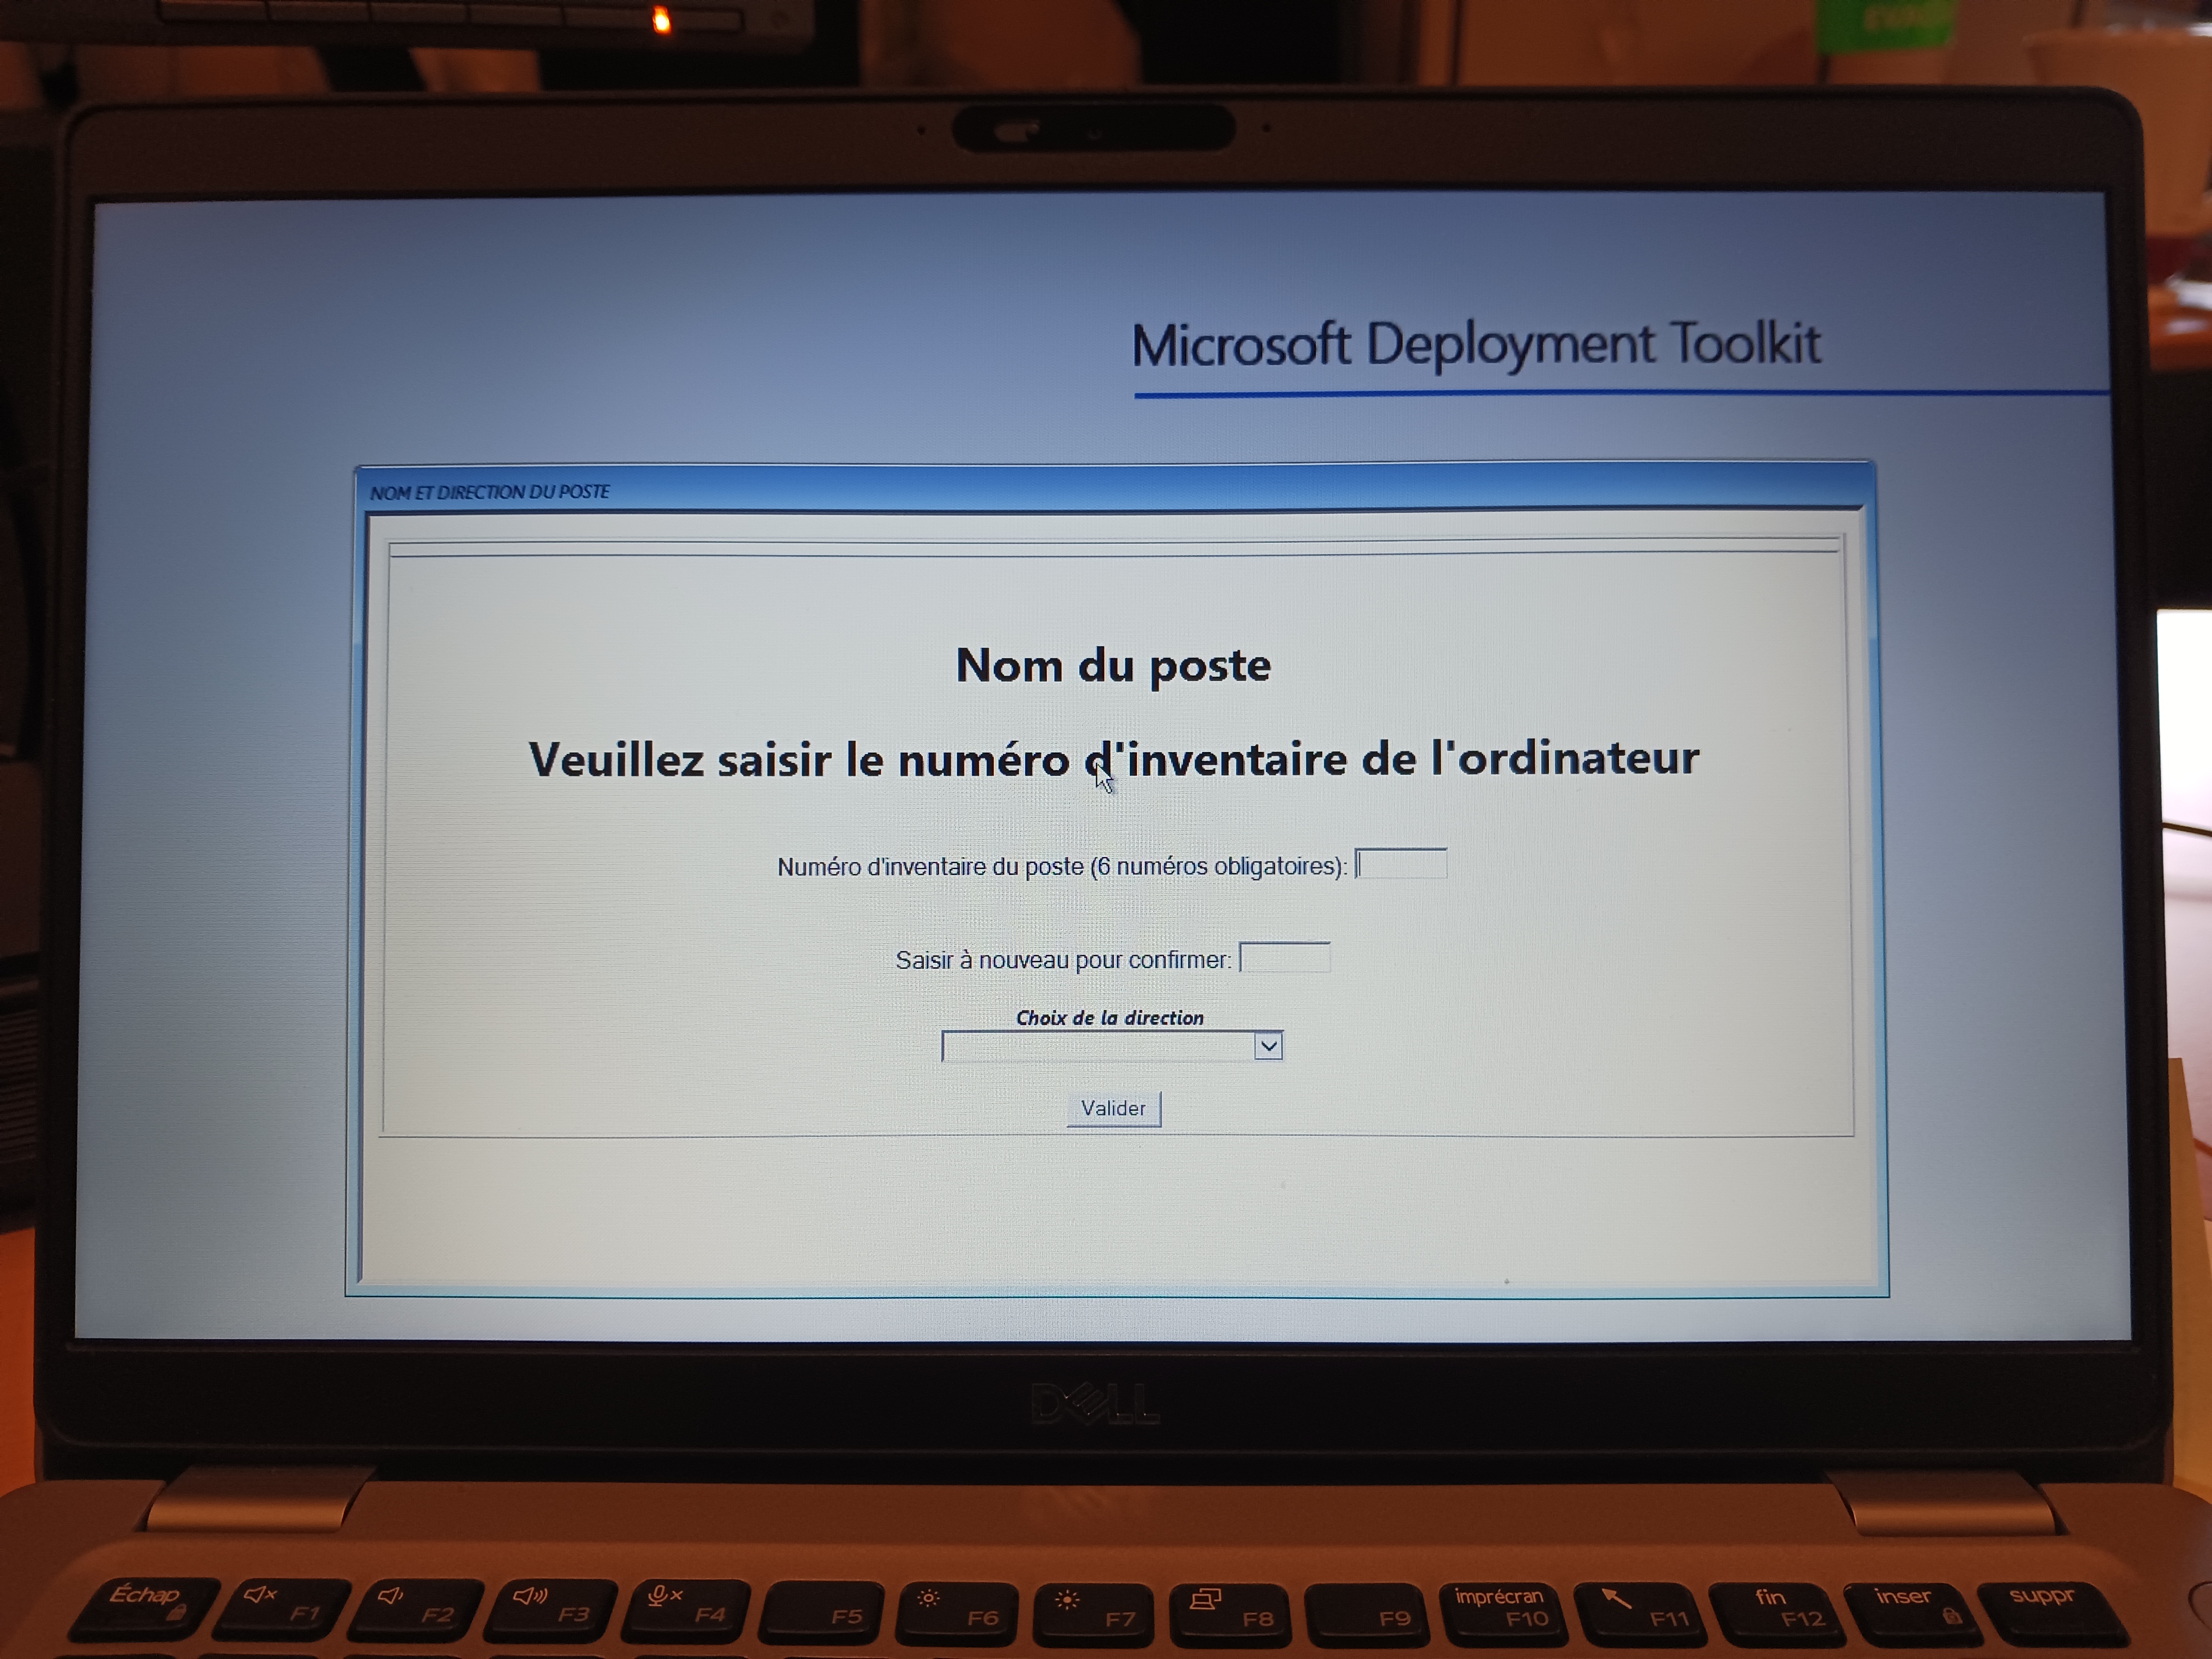 Microsoft Deployment Toolkit
NOM ET DIRECTION DU POSTE
Nom du poste
Veuillez saisir le numéro d'inventaire de l'ordinateur
Numéro d'inventaire du poste (6 numéros obligatoires):
Saisir à nouveau pour confirmer:
Choix de la direction
Valider
DELL
Échap F1 F2 F3 F4 F5 F6 F7 F8 F9 imprécran F10 F11 fin F12 inser suppr